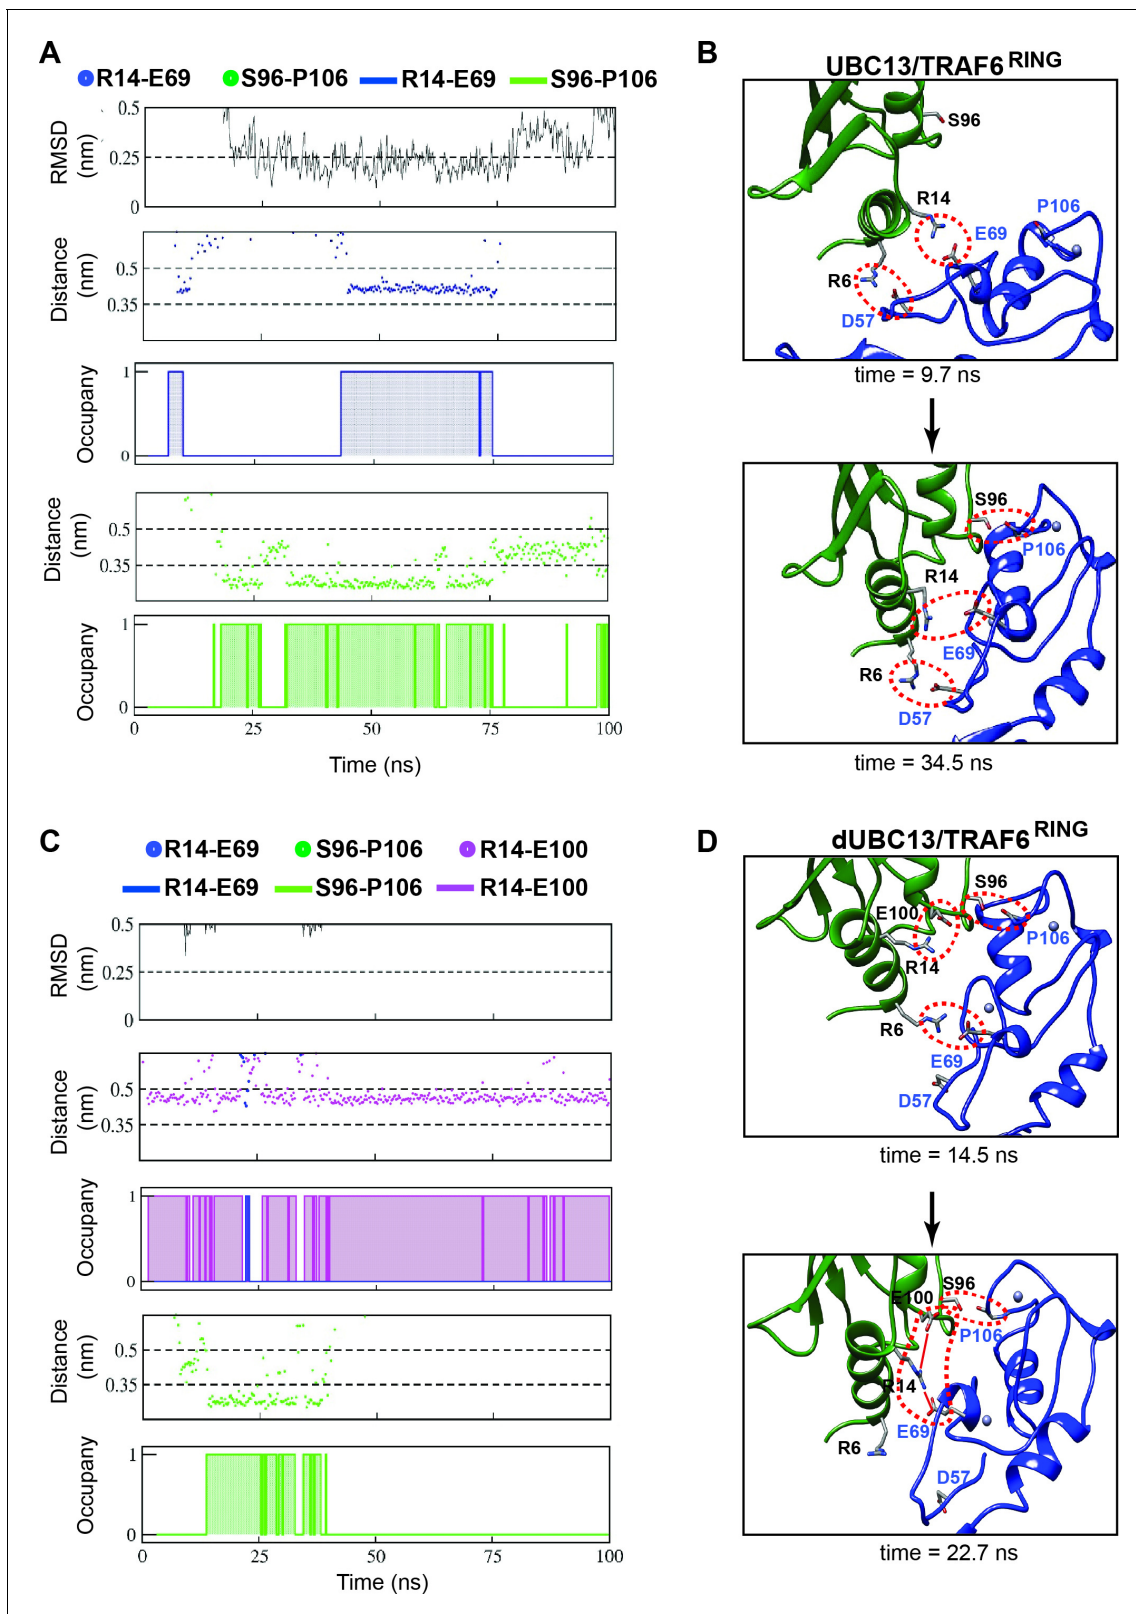 A
R14-E69 S96-P106 R14-E69 S96-P106
0.5
RMSD (nm)
0.25
0
Distance (nm)
0.5
0.35
Occupany
1
0
Distance (nm)
0.5
0.35
Occupany
1
0
0 25 50 75 100
Time (ns)
B
UBC13/TRAF6RING
S96
R14
P106
E69
R6
D57
time = 9.7 ns
S96
P106
R14
E69
R6
D57
time = 34.5 ns
C
R14-E69 S96-P106 R14-E100
R14-E69 S96-P106 R14-E100
0.5
RMSD (nm)
0.25
0
Distance (nm)
0.5
0.35
Occupany
1
0
Distance (nm)
0.5
0.35
Occupany
1
0
0 25 75 100
Time (ns)
D
dUBC13/TRAF6RING
S96
E100
P106
R14
R6
E69
D57
time = 14.5 ns
S96
E100
P106
R14
E69
R6
D57
time = 22.7 ns